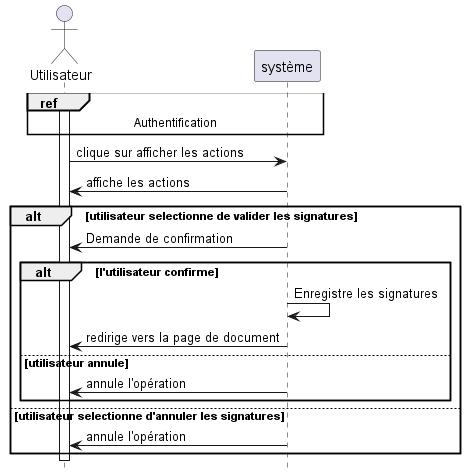 Utilisateur
système
ref
Authentification
clique sur afficher les actions
affiche les actions
alt [utilisateur selectionne de valider les signatures]
Demande de confirmation
alt [l'utilisateur confirme]
Enregistre les signatures
redirige vers la page de document
[utilisateur annule]
annule l'opération
[utilisateur selectionne d'annuler les signatures]
annule l'opération